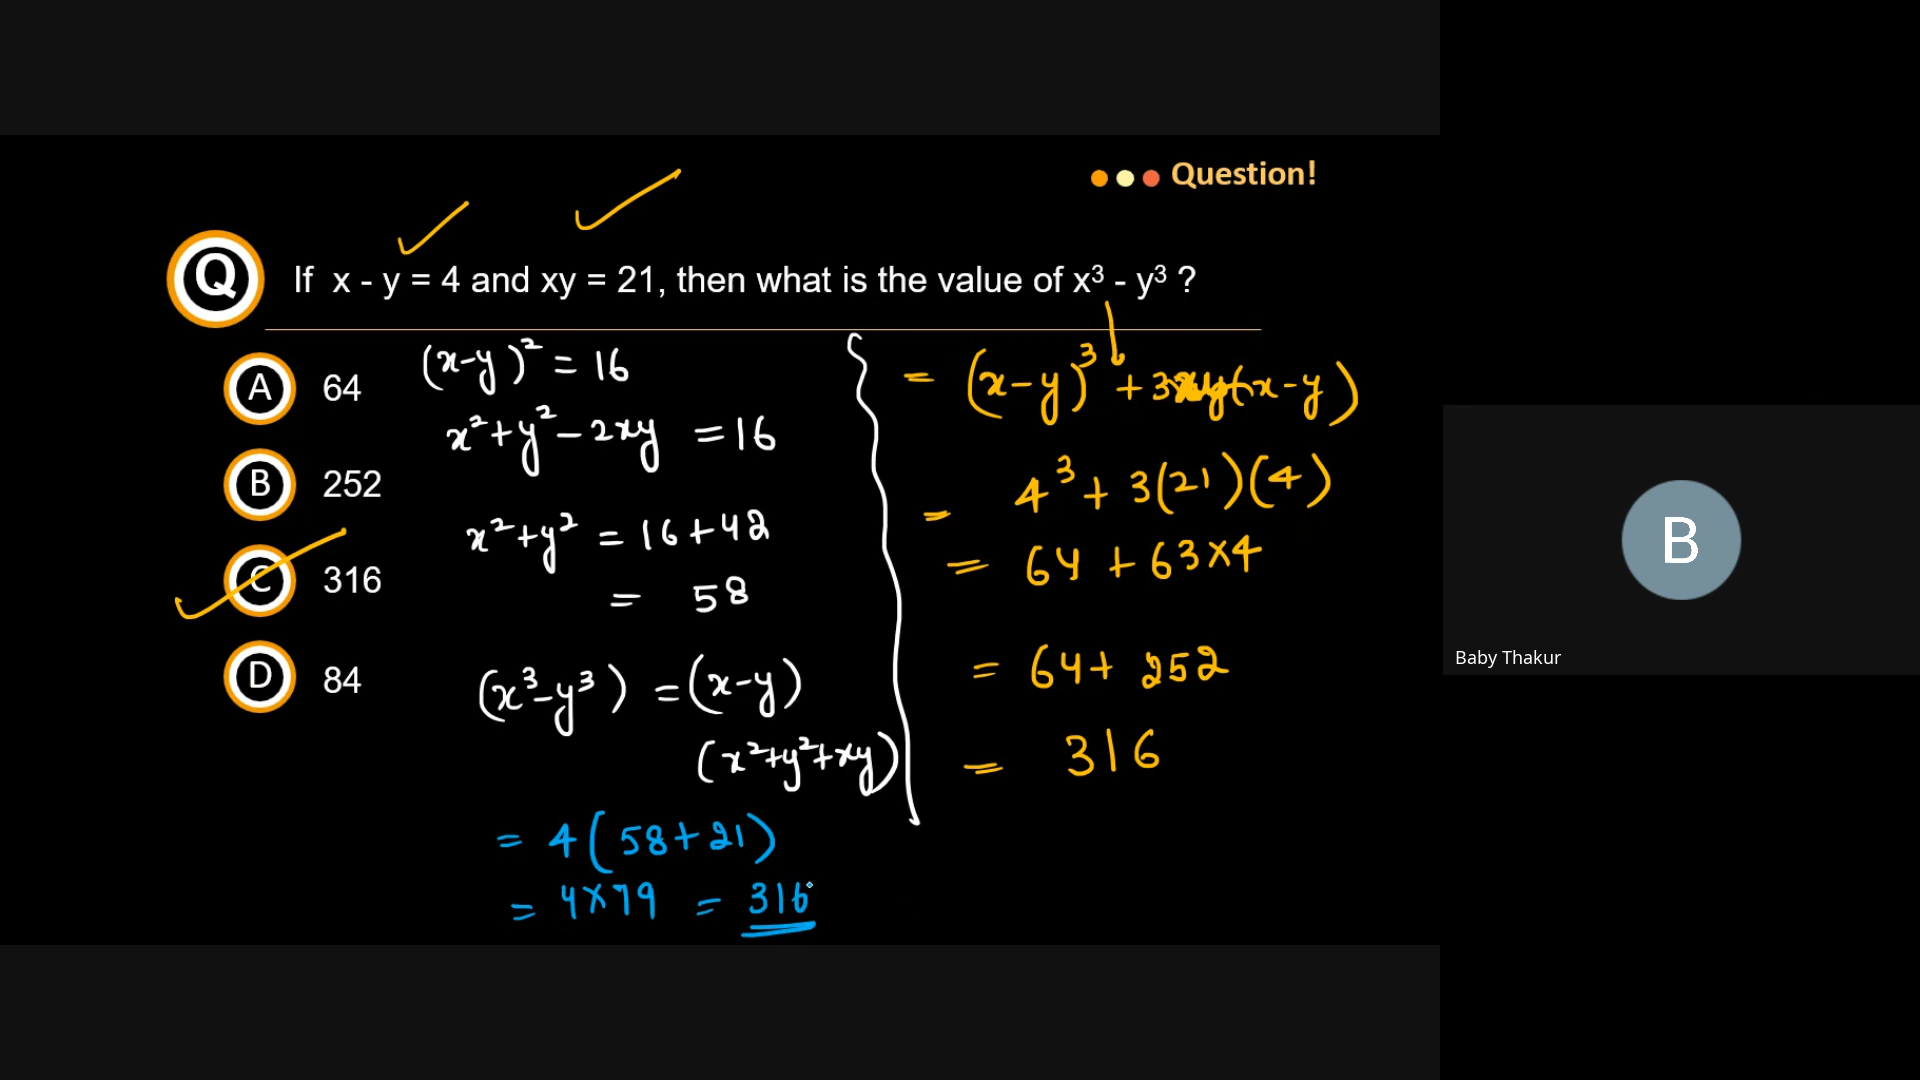 Question!
Q If x - y = 4 and xy = 21, then what is the value of x³ - y³ ?
A 64
B 252
C 316
D 84
(x-y)² = 16
x²+y²-2xy = 16
x²+y² = 16+42
= 58
(x³-y³) = (x-y)
(x²+y²+xy)
= 4(58+21)
= 4×79 = 316
= (x-y)³ + 3xy(x-y)
= 4³ + 3(21)(4)
= 64 + 63×4
= 64 + 252
= 316
B
Baby Thakur